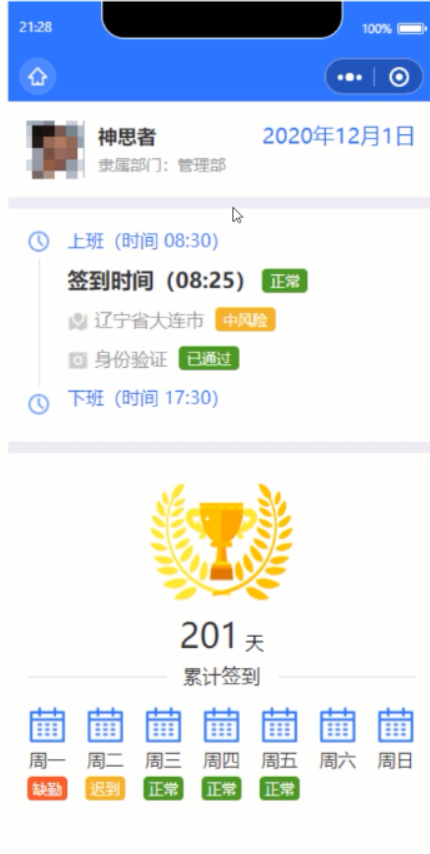 21:28 100%
神思者 2020年12月1日
隶属部门：管理部
上班（时间 08:30）
签到时间（08:25） 正常
辽宁省大连市 中风险
身份验证 已通过
下班（时间 17:30）
201 天
累计签到
周一 周二 周三 周四 周五 周六 周日
缺勤 迟到 正常 正常 正常